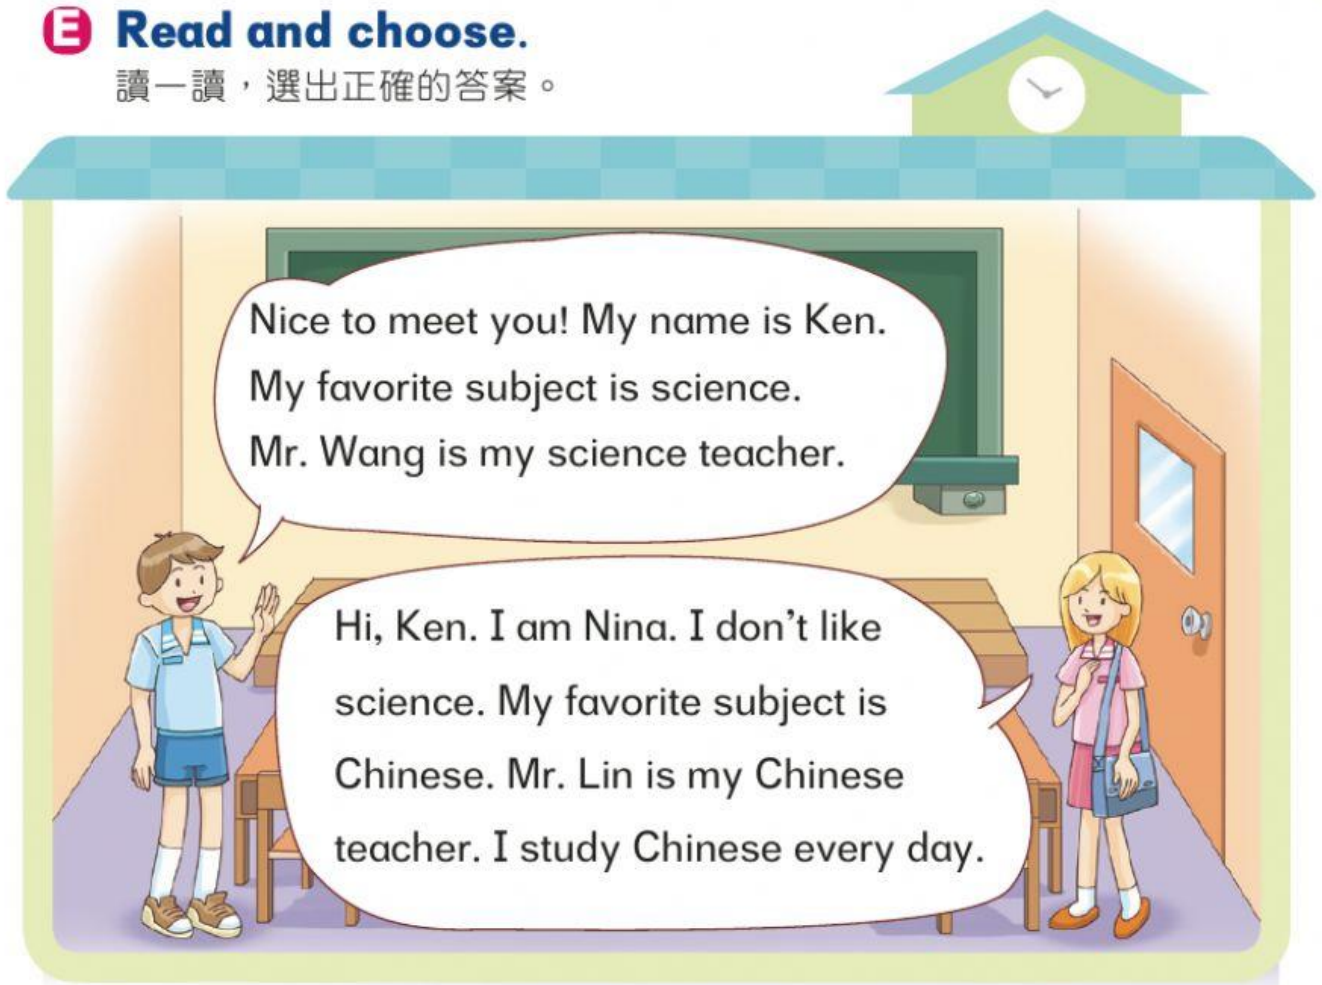 E Read and choose.
讀一讀，選出正確的答案。
Nice to meet you! My name is Ken.
My favorite subject is science.
Mr. Wang is my science teacher.
Hi, Ken. I am Nina. I don't like
science. My favorite subject is
Chinese. Mr. Lin is my Chinese
teacher. I study Chinese every day.